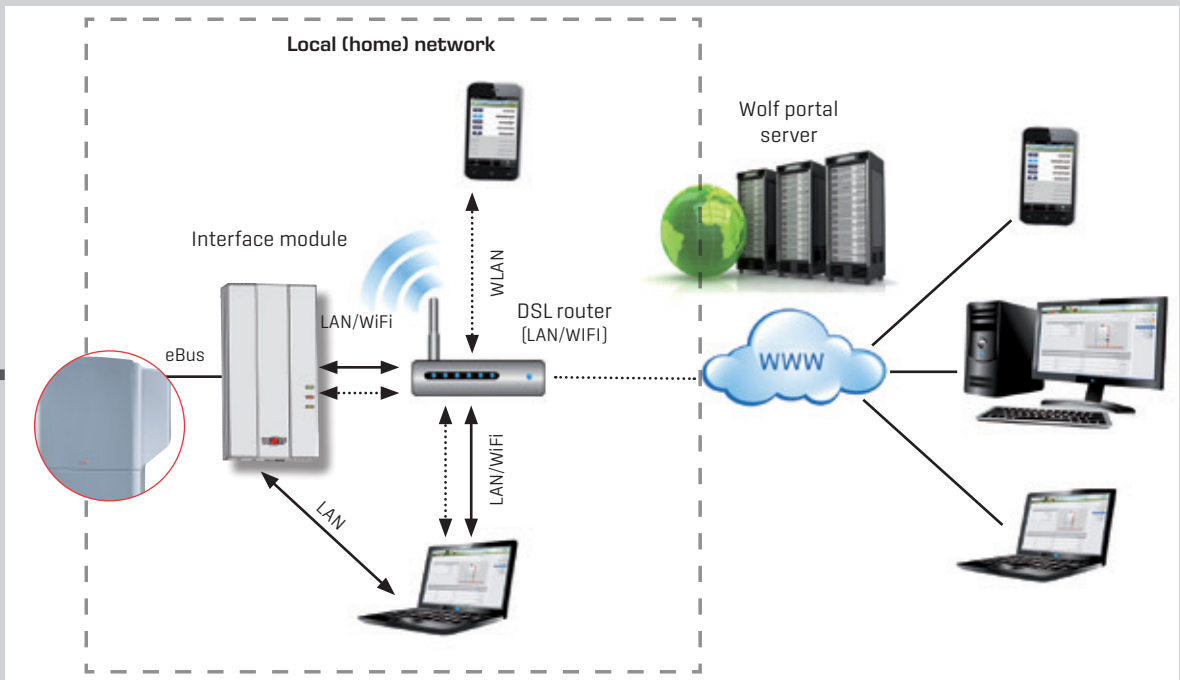 Local (home) network
Wolf portal
server
Interface module
WLAN
LAN/WiFi
DSL router
(LAN/WIFI)
eBus
WWW
LAN/WiFi
LAN